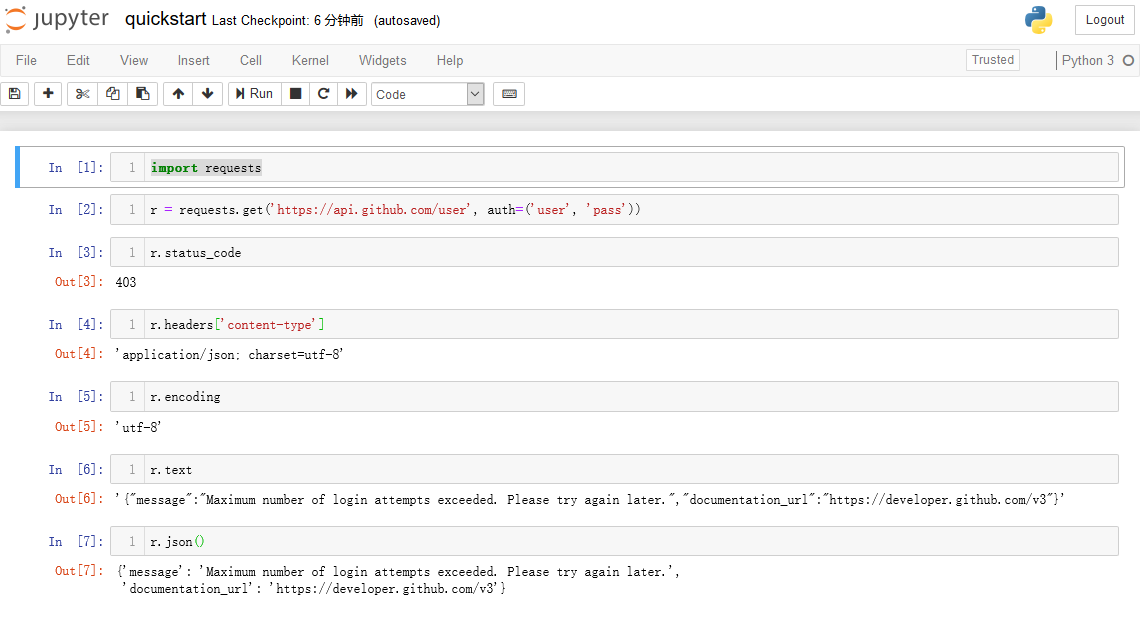 jupyter quickstart Last Checkpoint: 6 分钟前 (autosaved) Logout
File Edit View Insert Cell Kernel Widgets Help Trusted Python 3
Run Code
In [1]: 1 import requests
In [2]: 1 r = requests.get('https://api.github.com/user', auth=('user', 'pass'))
In [3]: 1 r.status_code
Out[3]: 403
In [4]: 1 r.headers['content-type']
Out[4]: 'application/json; charset=utf-8'
In [5]: 1 r.encoding
Out[5]: 'utf-8'
In [6]: 1 r.text
Out[6]: '{"message":"Maximum number of login attempts exceeded. Please try again later.","documentation_url":"https://developer.github.com/v3"}'
In [7]: 1 r.json()
Out[7]: {'message': 'Maximum number of login attempts exceeded. Please try again later.',
'documentation_url': 'https://developer.github.com/v3'}